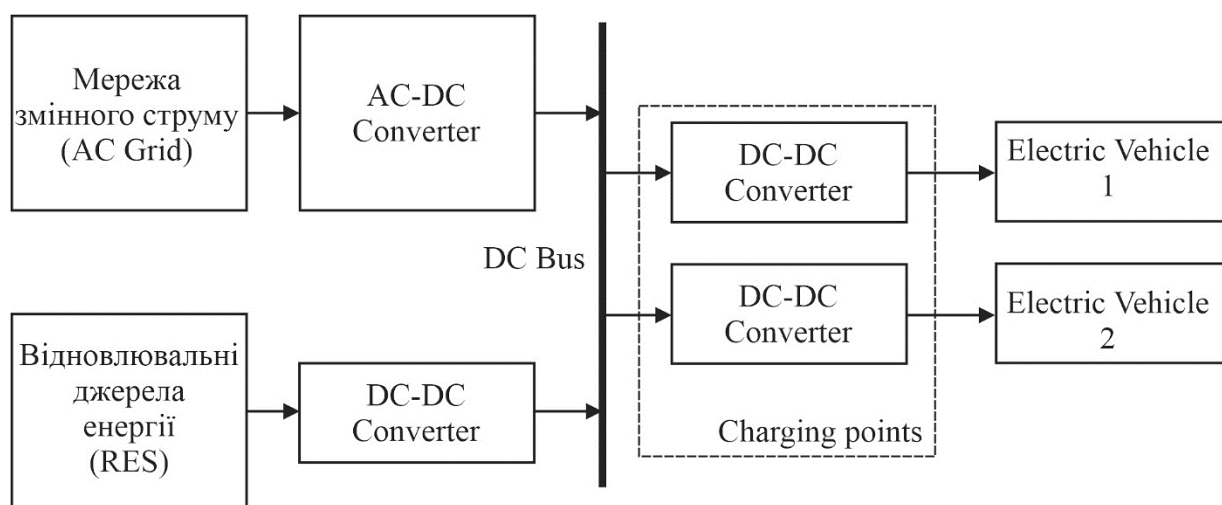 Мережа
змінного струму
(AC Grid)
AC-DC
Converter
DC Bus
Відновлювальні
джерела
енергії
(RES)
DC-DC
Converter
DC-DC
Converter
Electric Vehicle
1
DC-DC
Converter
Electric Vehicle
2
Charging points